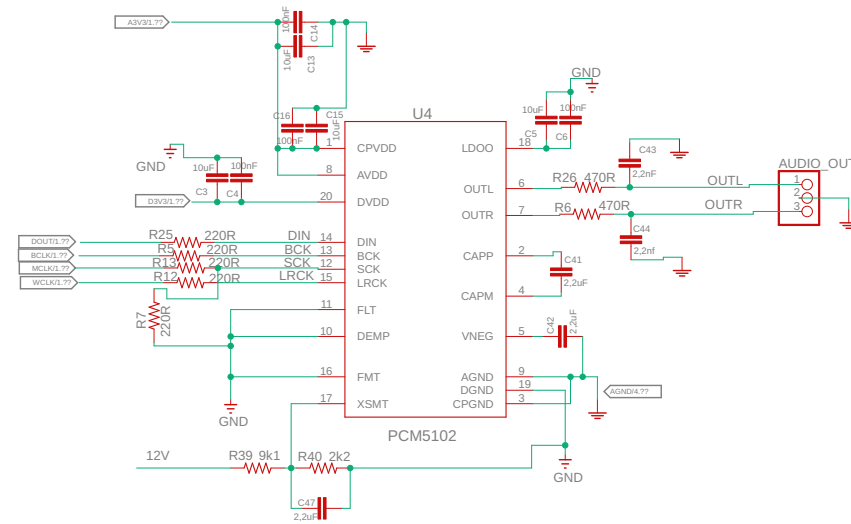 A3V3/1.??
100nF
C14
10uF
C13
GND
C16
C15
10uF
100nF
U4
10uF
100nF
C5
C6
C43
2,2nF
AUDIO_OUT
GND
10uF
100nF
C3
C4
D3V3/1.??
1
CPVDD
LDOO
18
8
AVDD
20
DVDD
OUTL
6
R26
470R
OUTL
1
2
3
OUTR
7
R6
470R
OUTR
C44
2,2nf
DOUT/1.??
R25
220R
DIN
14
DIN
BCLK/1.??
R5
220R
BCK
13
BCK
MCLK/1.??
R13
220R
SCK
12
SCK
WCLK/1.??
R12
220R
LRCK
15
LRCK
CAPP
2
C41
2,2uF
CAPM
4
R7
220R
11
FLT
10
DEMP
VNEG
5
C42
2,2uF
16
FMT
AGND
9
DGND
19
CPGND
3
AGND/4.??
17
XSMT
GND
PCM5102
12V
R39
9k1
R40
2k2
GND
C47
2,2uF